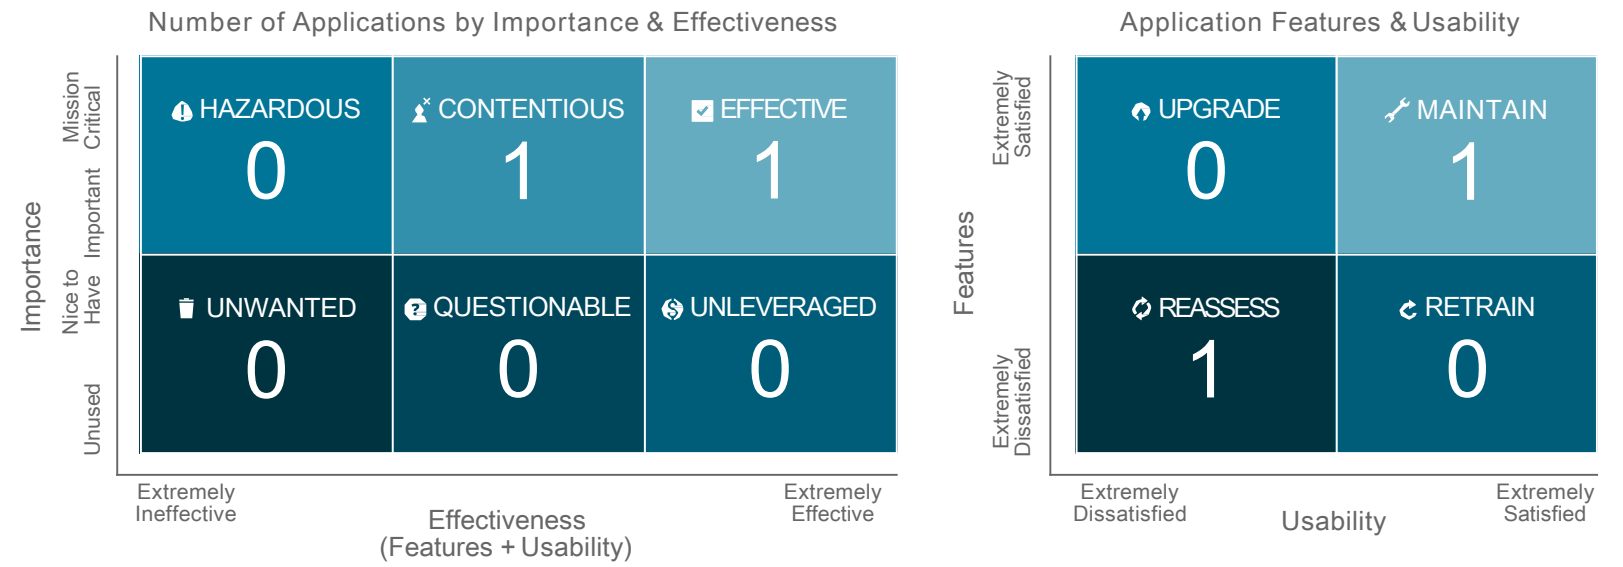 Number of Applications by Importance & Effectiveness
Importance
Mission
Critical
Important
Nice to
Have
Unused
HAZARDOUS
0
CONTENTIOUS
1
EFFECTIVE
1
UNWANTED
0
QUESTIONABLE
0
UNLEVERAGED
0
Extremely
Ineffective
Effectiveness
(Features + Usability)
Extremely
Effective
Application Features & Usability
Features
Extremely
Satisfied
Extremely
Dissatisfied
UPGRADE
0
MAINTAIN
1
REASSESS
1
RETRAIN
0
Extremely
Dissatisfied
Usability
Extremely
Satisfied